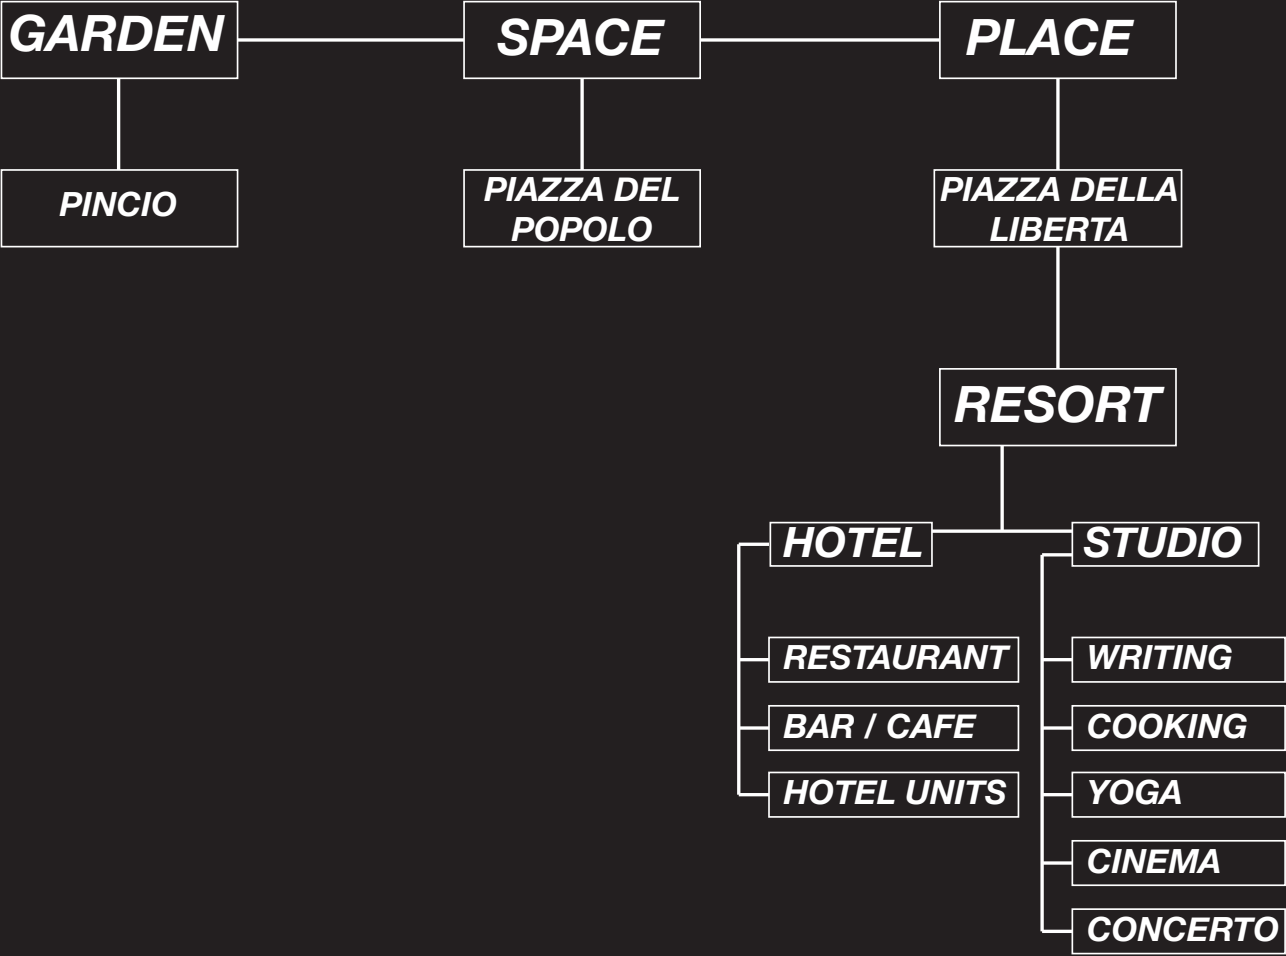 GARDEN
SPACE
PLACE
PINCIO
PIAZZA DEL
POPOLO
PIAZZA DELLA
LIBERTA
RESORT
HOTEL
STUDIO
RESTAURANT
WRITING
BAR / CAFE
COOKING
HOTEL UNITS
YOGA
CINEMA
CONCERTO